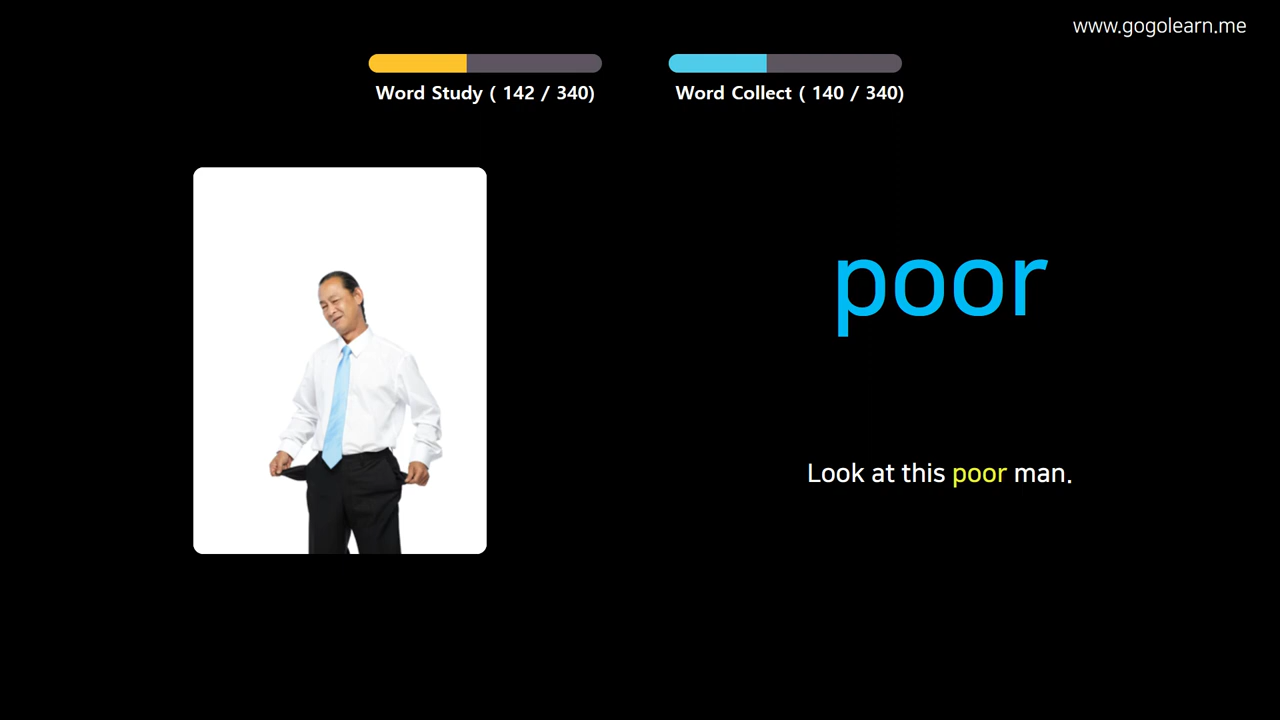 www.gogolearn.me
Word Study ( 142 / 340)
Word Collect ( 140 / 340)
poor
Look at this poor man.